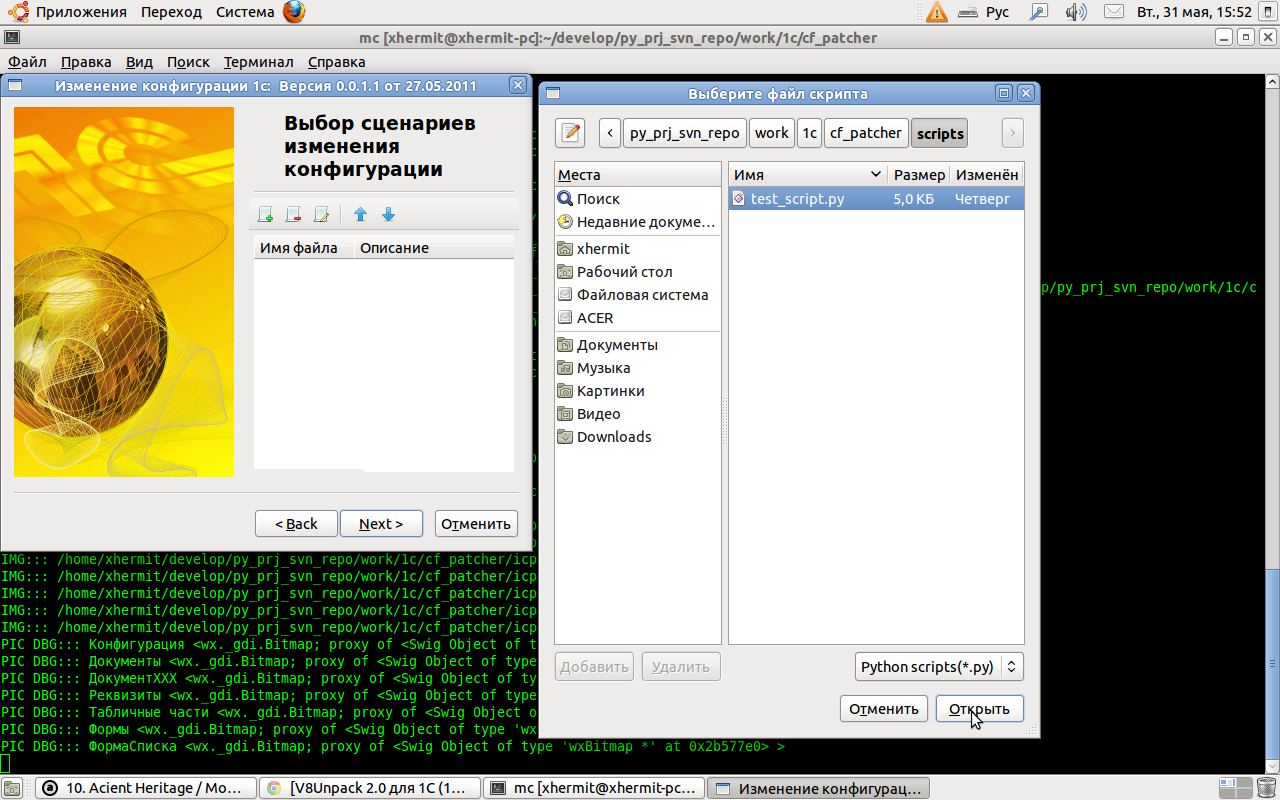 Приложения Переход Система Рус Вт., 31 мая, 15:52
mc [xhermit@xhermit-pc]:~/develop/py_prj_svn_repo/work/1c/cf_patcher
Файл Правка Вид Поиск Терминал Справка
Изменение конфигурации 1с: Версия 0.0.1.1 от 27.05.2011
Выбор сценариев
изменения
конфигурации
Имя файла Описание
< Back Next > Отменить
Выберите файл скрипта
py_prj_svn_repo work 1c cf_patcher scripts
Места
Поиск
Недавние докуме...
xhermit
Рабочий стол
Файловая система
ACER
Документы
Музыка
Картинки
Видео
Downloads
Имя Размер Изменён
test_script.py 5,0 КБ Четверг
Добавить Удалить Python scripts(*.py)
Отменить Открыть
p/py_prj_svn_repo/work/1c/c
IMG::: /home/xhermit/develop/py_prj_svn_repo/work/1c/cf_patcher/icp
IMG::: /home/xhermit/develop/py_prj_svn_repo/work/1c/cf_patcher/icp
IMG::: /home/xhermit/develop/py_prj_svn_repo/work/1c/cf_patcher/icp
IMG::: /home/xhermit/develop/py_prj_svn_repo/work/1c/cf_patcher/icp
IMG::: /home/xhermit/develop/py_prj_svn_repo/work/1c/cf_patcher/icp
PIC DBG::: Конфигурация <wx._gdi.Bitmap; proxy of <Swig Object of t
PIC DBG::: Документы <wx._gdi.Bitmap; proxy of <Swig Object of type
PIC DBG::: ДокументXXX <wx._gdi.Bitmap; proxy of <Swig Object of ty
PIC DBG::: Реквизиты <wx._gdi.Bitmap; proxy of <Swig Object of type
PIC DBG::: Табличные части <wx._gdi.Bitmap; proxy of <Swig Object o
PIC DBG::: Формы <wx._gdi.Bitmap; proxy of <Swig Object of type 'wx
PIC DBG::: ФормаСписка <wx._gdi.Bitmap; proxy of <Swig Object of type 'wxBitmap *' at 0x2b577e0> >
10. Acient Heritage / Mo... [V8Unpack 2.0 для 1С (1... mc [xhermit@xhermit-pc... Изменение конфигурац...